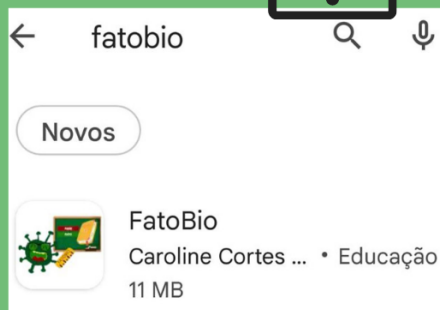 fatobio
Novos
FatoBio
Caroline Cortes ... • Educação
11 MB